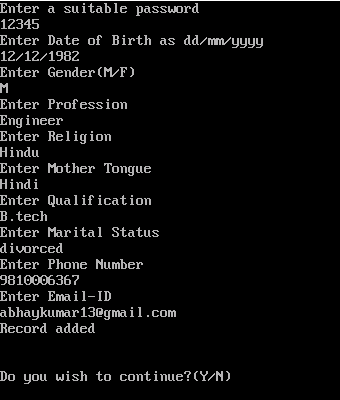 Enter a suitable password
12345
Enter Date of Birth as dd/mm/yyyy
12/12/1982
Enter Gender(M/F)
M
Enter Profession
Engineer
Enter Religion
Hindu
Enter Mother Tongue
Hindi
Enter Qualification
B.tech
Enter Marital Status
divorced
Enter Phone Number
9810006367
Enter Email-ID
abhaykumar13@gmail.com
Record added
Do you wish to continue?(Y/N)